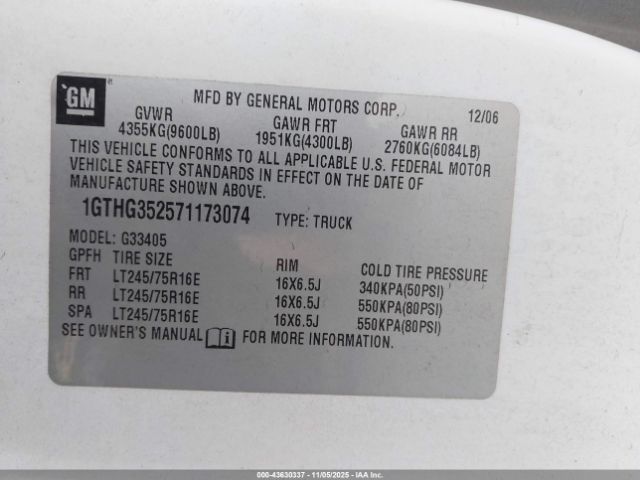 GM
MFD BY GENERAL MOTORS CORP. 12/06
GVWR GAWR FRT GAWR RR
4355KG(9600LB) 1951KG(4300LB) 2760KG(6084LB)
THIS VEHICLE CONFORMS TO ALL APPLICABLE U.S. FEDERAL MOTOR
VEHICLE SAFETY STANDARDS IN EFFECT ON THE DATE OF
MANUFACTURE SHOWN ABOVE.
1GTHG352571173074 TYPE: TRUCK
MODEL: G33405
GPFH TIRE SIZE RIM COLD TIRE PRESSURE
FRT LT245/75R16E 16X6.5J 340KPA(50PSI)
RR LT245/75R16E 16X6.5J 550KPA(80PSI)
SPA LT245/75R16E 16X6.5J 550KPA(80PSI)
SEE OWNER'S MANUAL FOR MORE INFORMATION.
000-43630337 - 11/05/2025 - IAA, Inc.